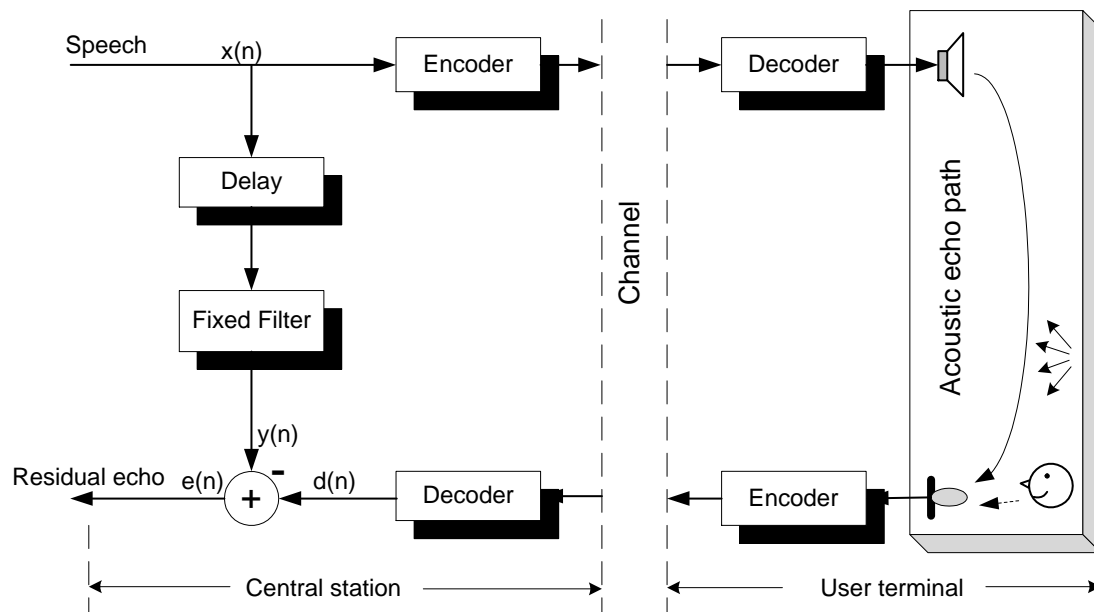 Speech
x(n)
Encoder
Decoder
Delay
Fixed Filter
Channel
Acoustic echo path
y(n)
-
Residual echo
e(n)
+
d(n)
Decoder
Encoder
Central station
User terminal